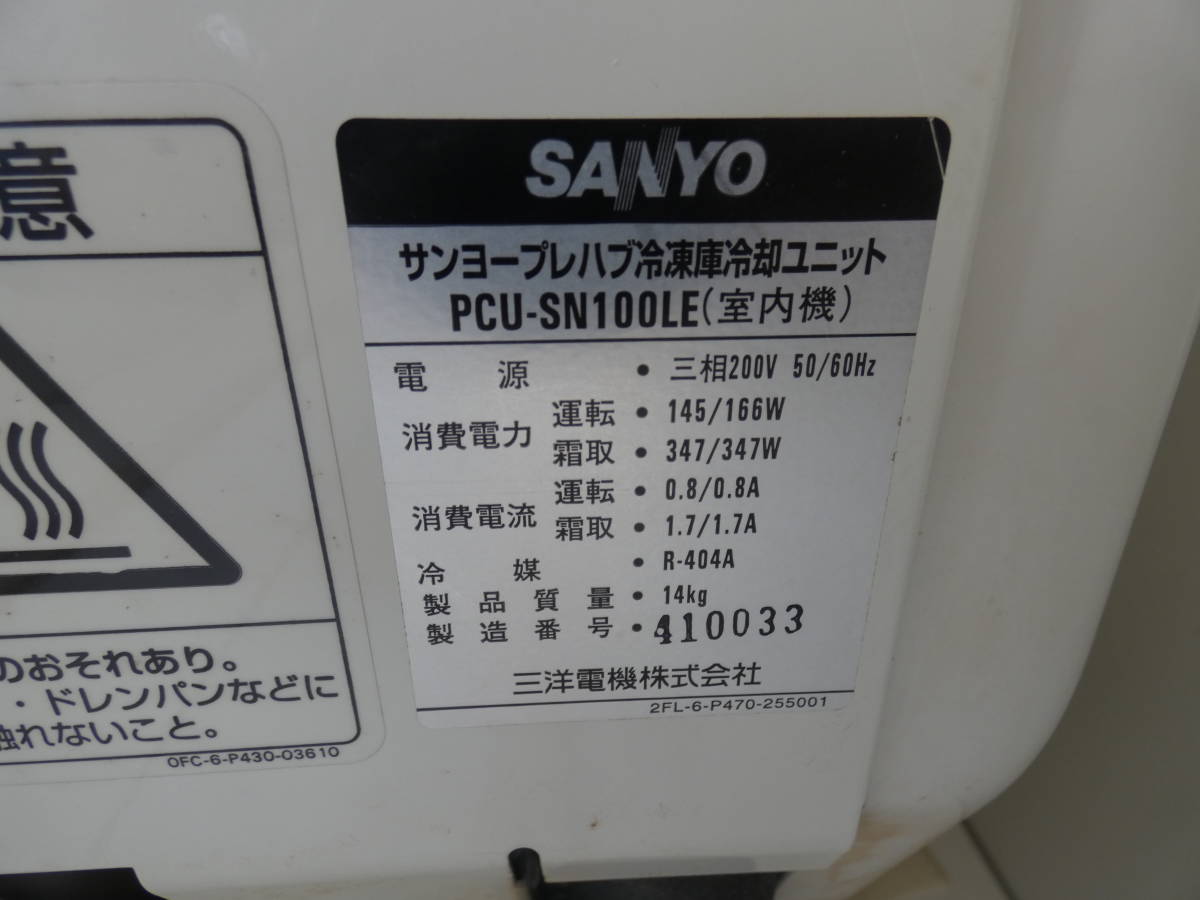 意
のおそれあり。
・ドレンパンなどに
触れないこと。
0FC-6-P430-03610
SANYO
サンヨープレハブ冷凍庫冷却ユニット
PCU-SN100LE(室内機)
電源 • 三相200V 50/60Hz
消費電力 運転 • 145/166W
霜取 • 347/347W
消費電流 運転 • 0.8/0.8A
霜取 • 1.7/1.7A
冷媒 • R-404A
製品質量 • 14kg
製造番号 • 410033
三洋電機株式会社
2FL-6-P470-255001